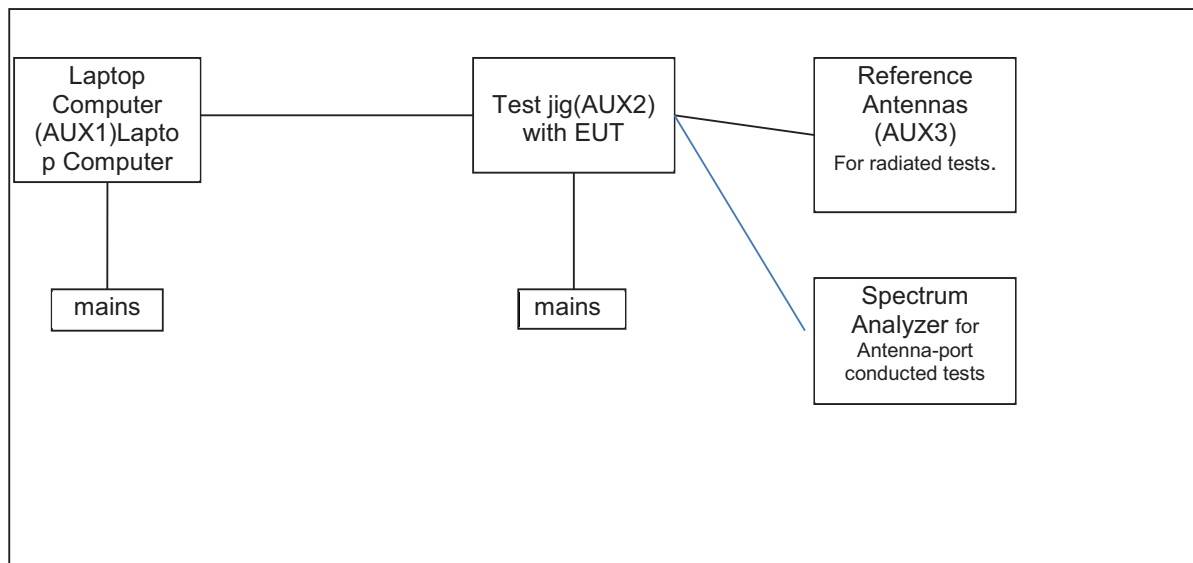 Laptop
Computer
(AUX1)Lapto
p Computer
Test jig(AUX2)
with EUT
Reference
Antennas
(AUX3)
For radiated tests.
mains
mains
Spectrum
Analyzer for
Antenna-port
conducted tests